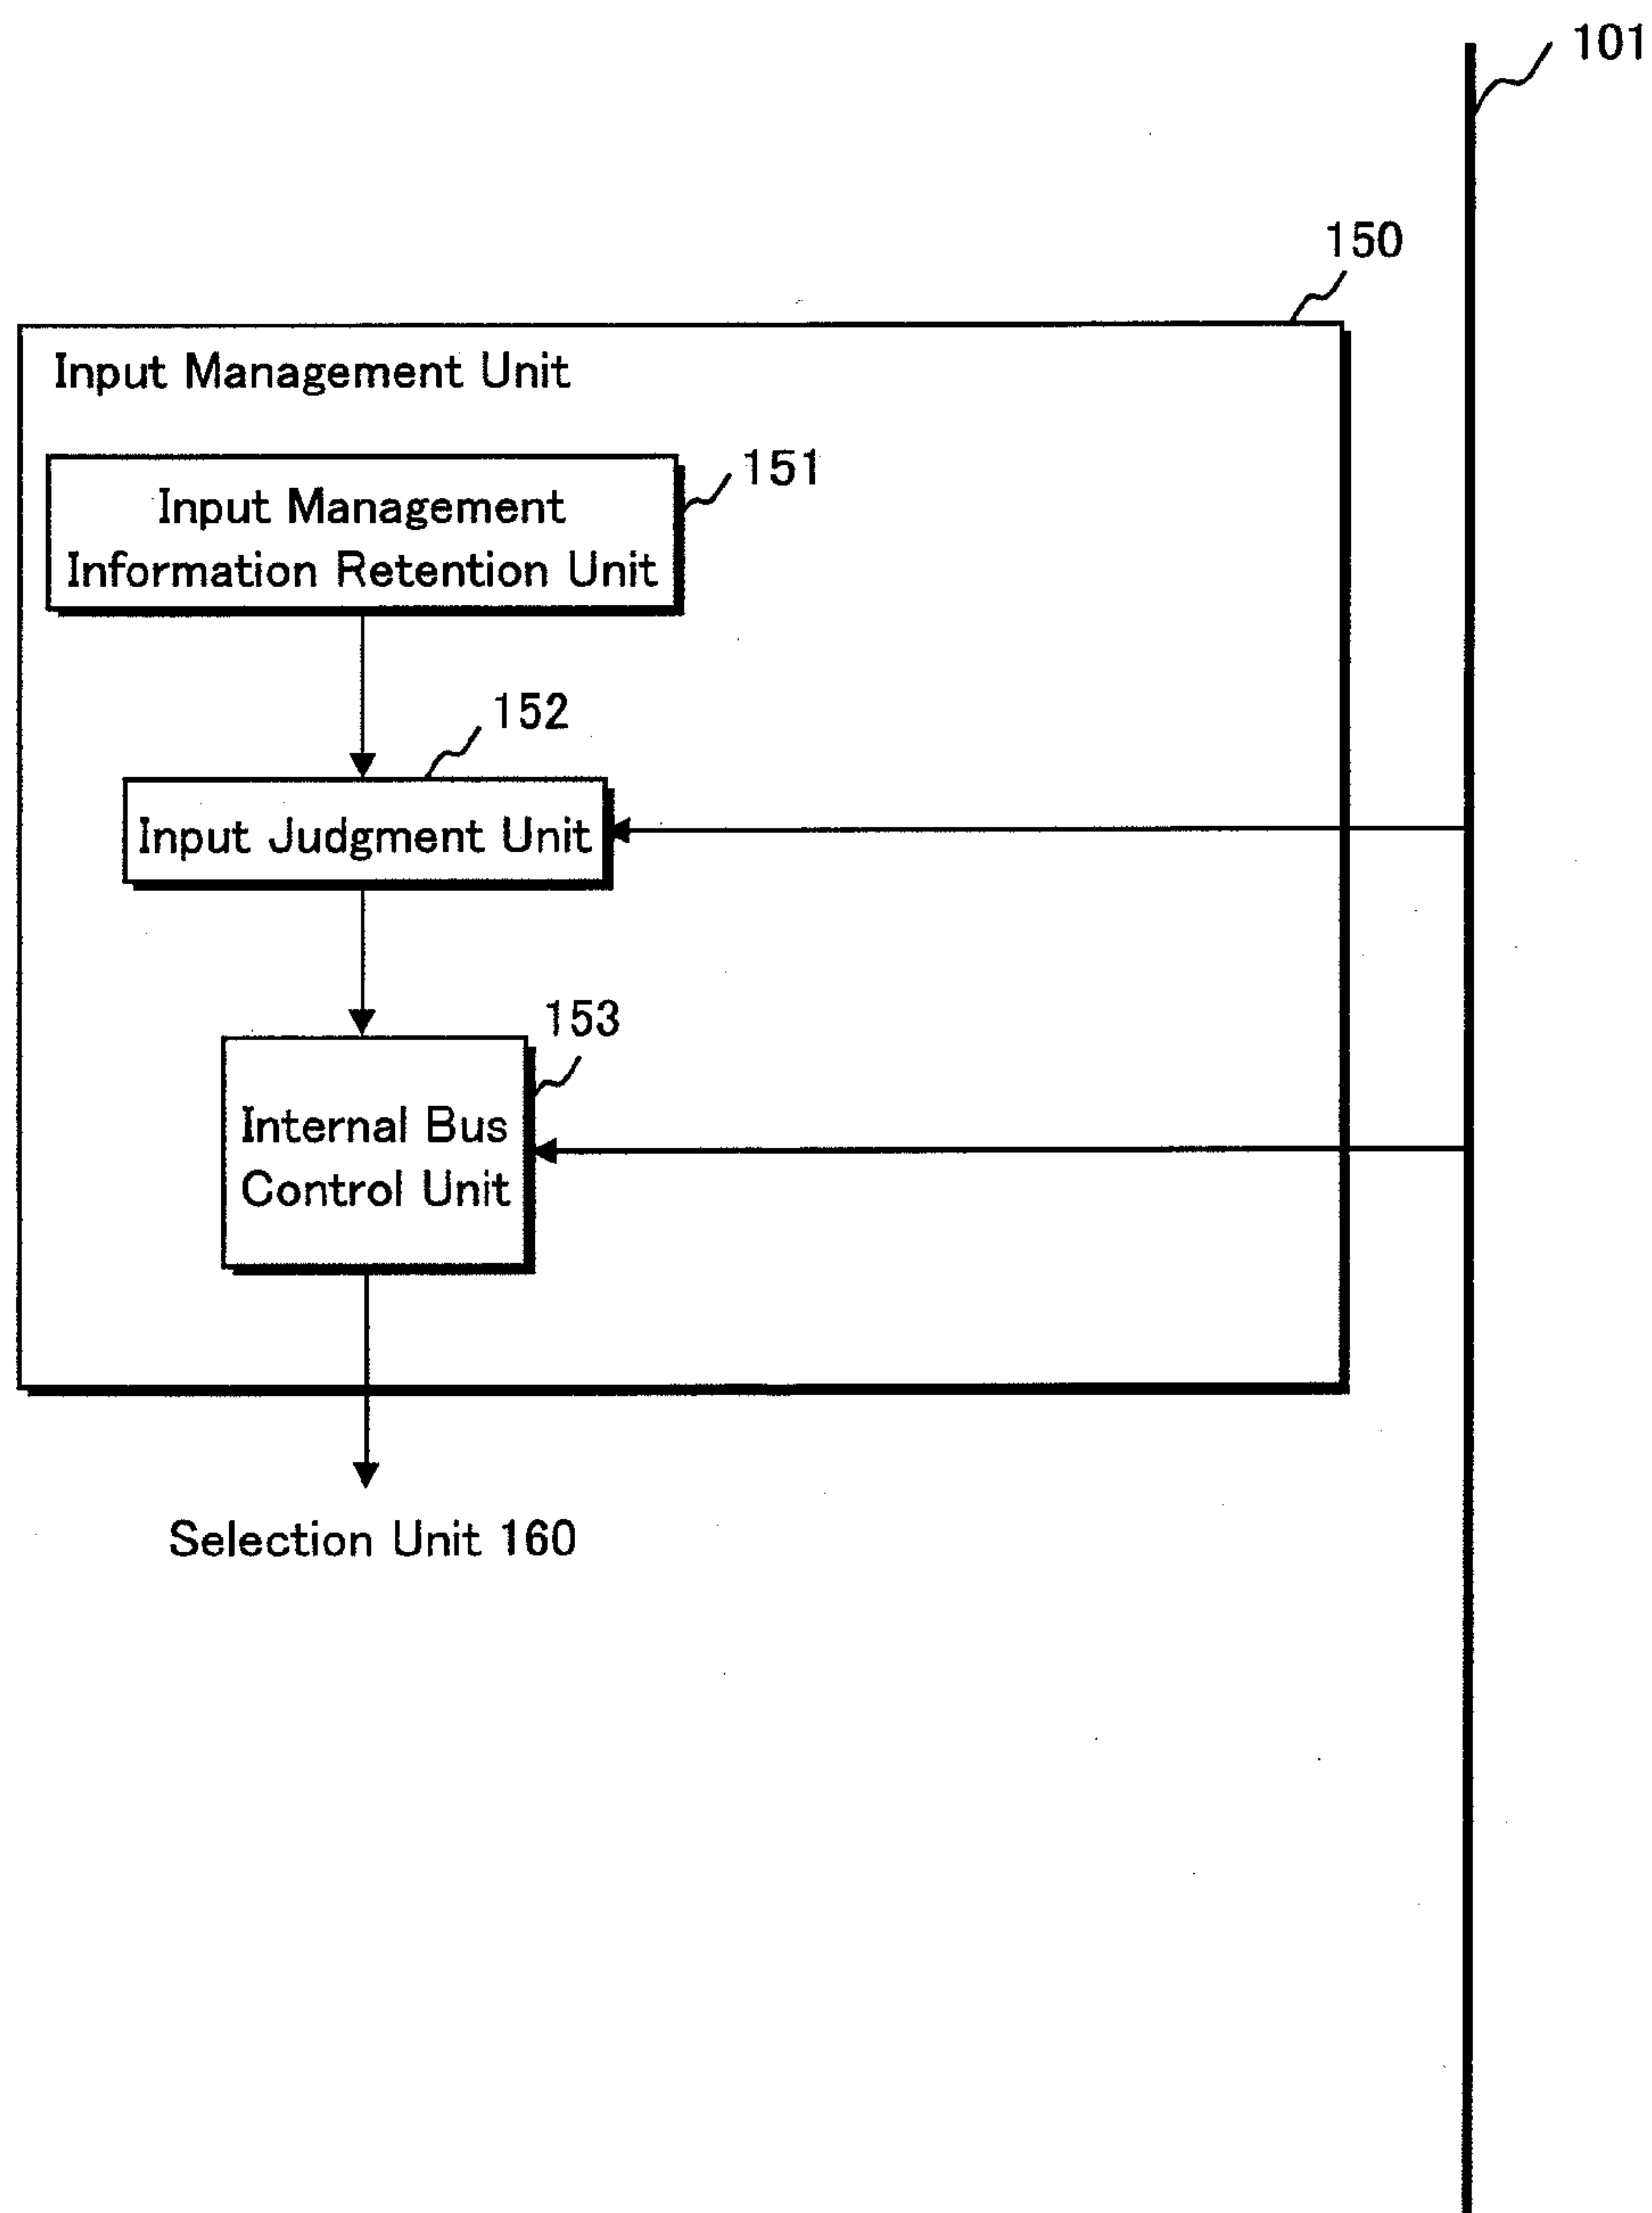 101
150
Input Management Unit
151
Input Management
Information Retention Unit
152
Input Judgment Unit
153
Internal Bus
Control Unit
Selection Unit 160